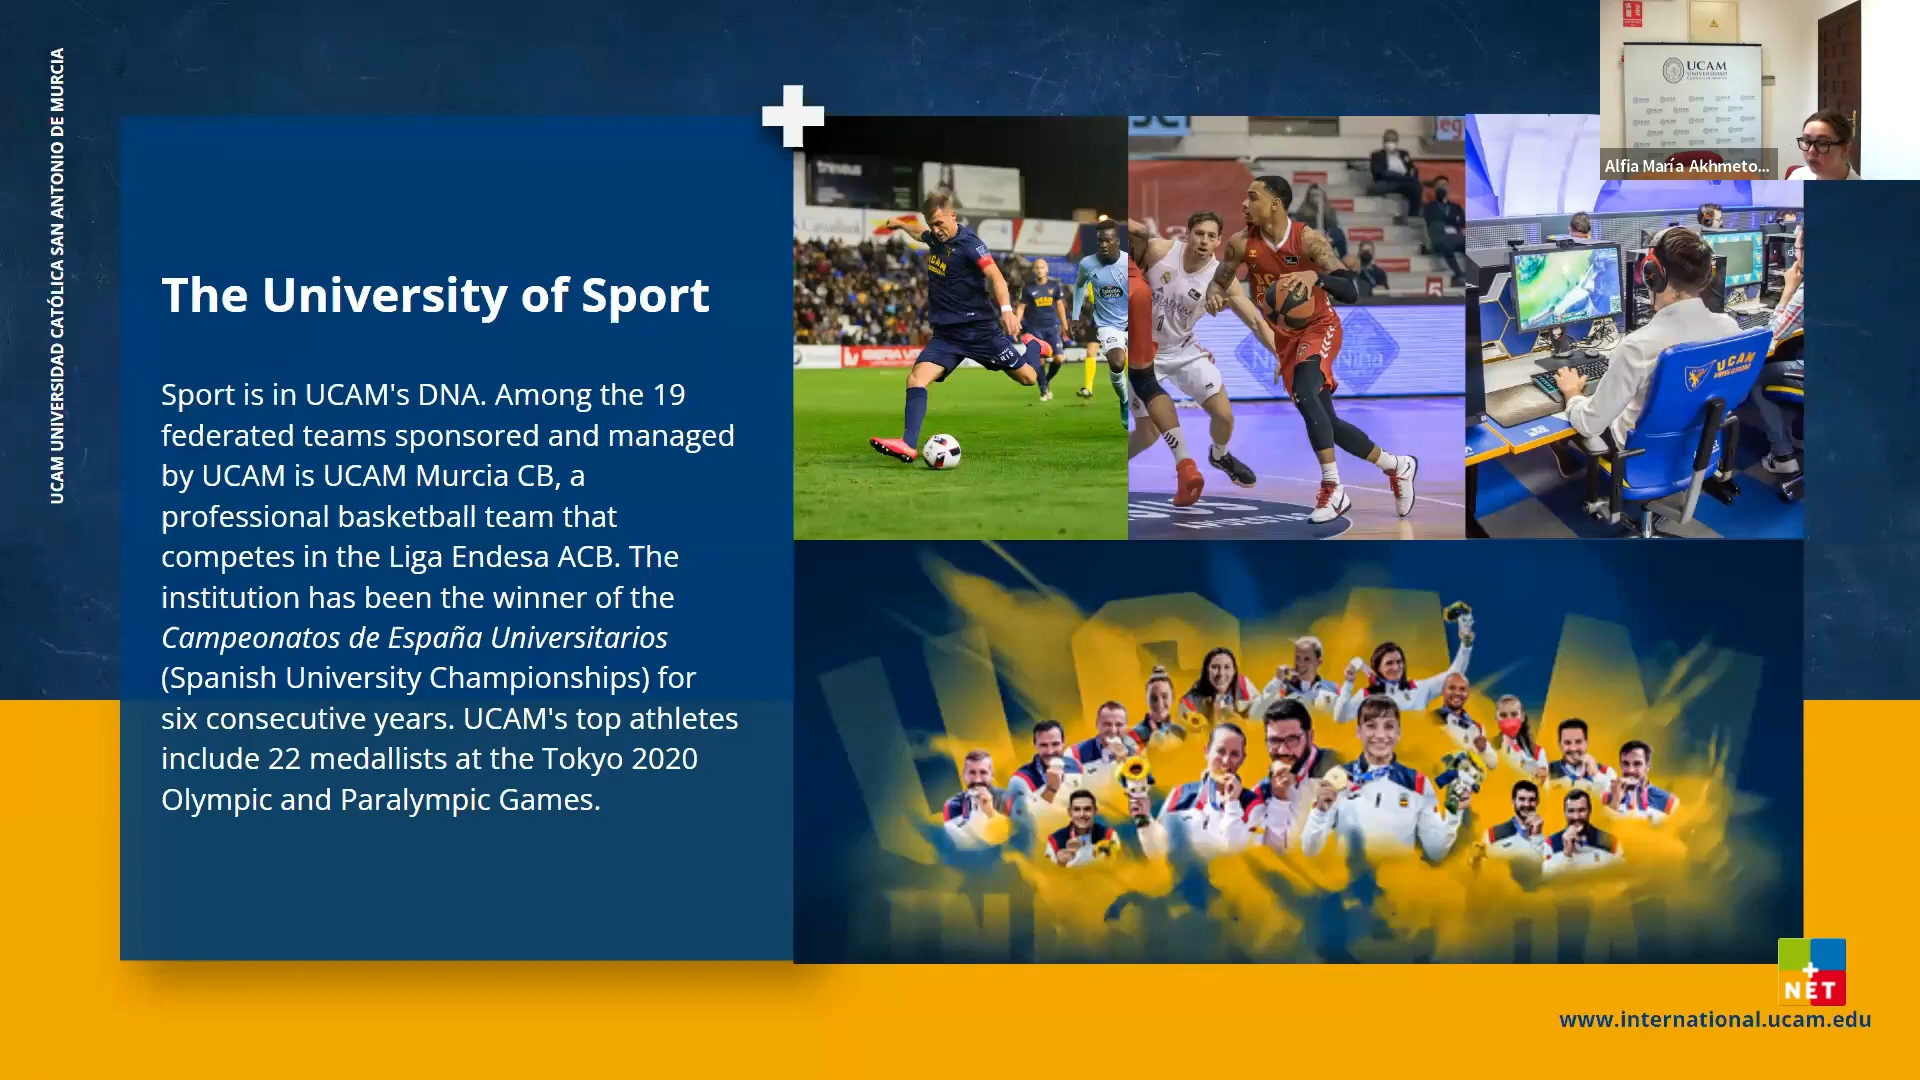 UCAM UNIVERSIDAD CATÓLICA SAN ANTONIO DE MURCIA
The University of Sport
Sport is in UCAM's DNA. Among the 19
federated teams sponsored and managed
by UCAM is UCAM Murcia CB, a
professional basketball team that
competes in the Liga Endesa ACB. The
institution has been the winner of the
Campeonatos de España Universitarios
(Spanish University Championships) for
six consecutive years. UCAM's top athletes
include 22 medallists at the Tokyo 2020
Olympic and Paralympic Games.
UCAM
UNIVERSIDAD
Alfia María Akhmeto...
UCAM
UCAM
NET
www.international.ucam.edu